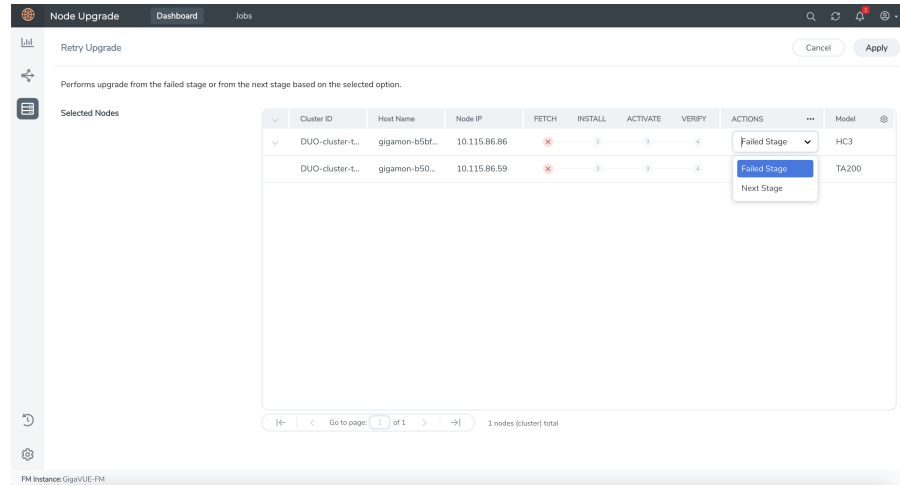 Node Upgrade Dashboard Jobs 2
Retry Upgrade Cancel Apply
Performs upgrade from the failed stage or from the next stage based on the selected option.
Selected Nodes
Cluster ID Host Name Node IP FETCH INSTALL ACTIVATE VERIFY ACTIONS ••• Model
DUO-cluster-t... gigamon-b5bf... 10.115.86.86 2 3 4 Failed Stage HC3
DUO-cluster-t... gigamon-b50... 10.115.86.59 2 3 4 TA200
Failed Stage
Next Stage
Go to page: 1 of 1 1 nodes (cluster) total
FM Instance: GigaVUE-FM